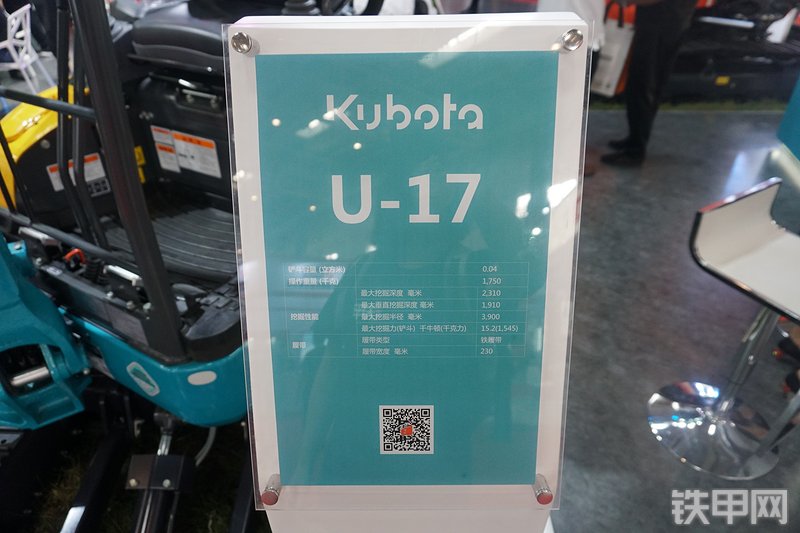 Kubota
U-17
铲斗容量 (立方米) 0.04
操作重量 (千克) 1,750
最大挖掘深度 毫米 2,310
最大垂直挖掘深度 毫米 1,910
挖掘性能 最大挖掘半径 毫米 3,900
最大挖掘力(铲斗) 千牛顿(千克力) 15.2(1,545)
履带 履带类型 铁履带
履带宽度 毫米 230
铁甲网